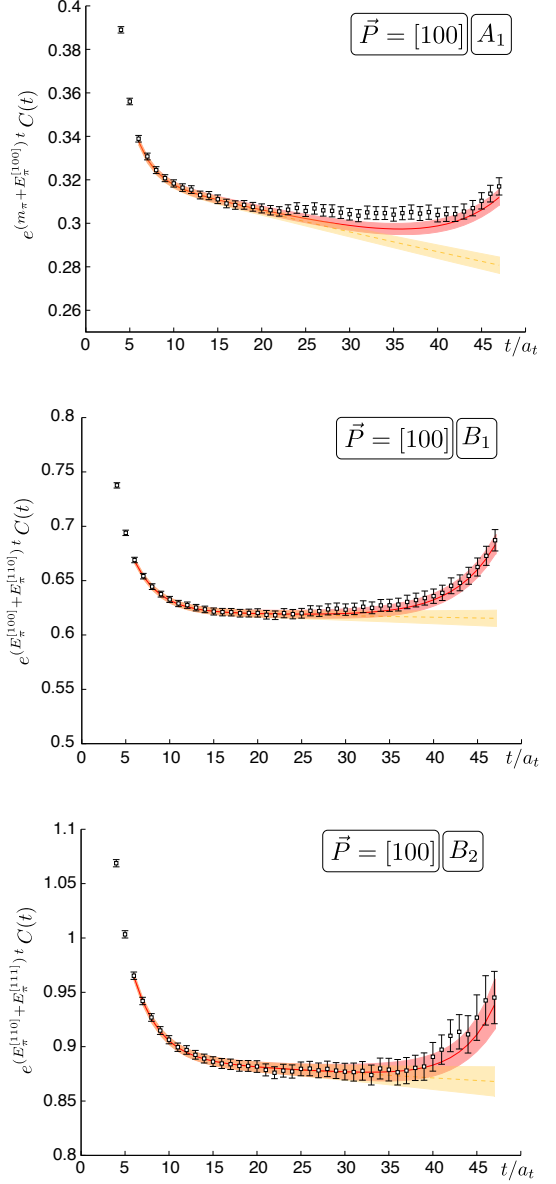 0.4
0.38
0.36
0.34
0.32
0.3
0.28
0.26
e^{(m_π+E_π^{[100]}) t} C(t)
P⃗ = [100] A_1
0 5 10 15 20 25 30 35 40 45 t/a_t
0.8
0.75
0.7
0.65
0.6
0.55
0.5
e^{(E_π^{[100]}+E_π^{[110]}) t} C(t)
P⃗ = [100] B_1
5 10 15 20 25 30 35 40 45 t/a_t
1.1
1.05
1
0.95
0.9
0.85
0.8
e^{(E_π^{[110]}+E_π^{[111]}) t} C(t)
P⃗ = [100] B_2
0 5 10 15 20 25 30 35 40 45 t/a_t